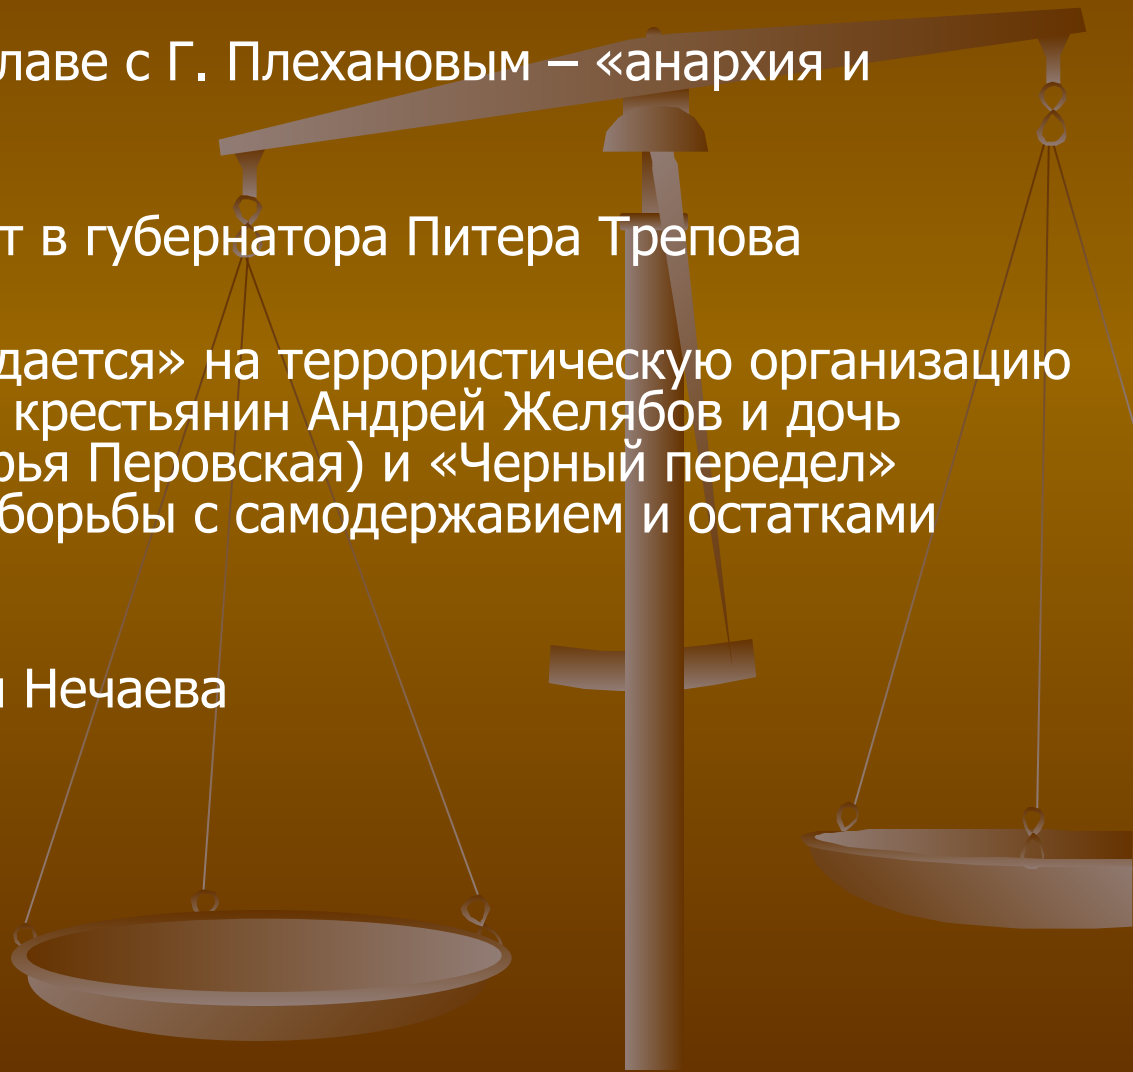 лаве с Г. Плехановым – «анархия и
т в губернатора Питера Трепова
дается» на террористическую организацию
крестьянин Андрей Желябов и дочь
рья Перовская) и «Черный передел»
борьбы с самодержавием и остатками
Нечаева